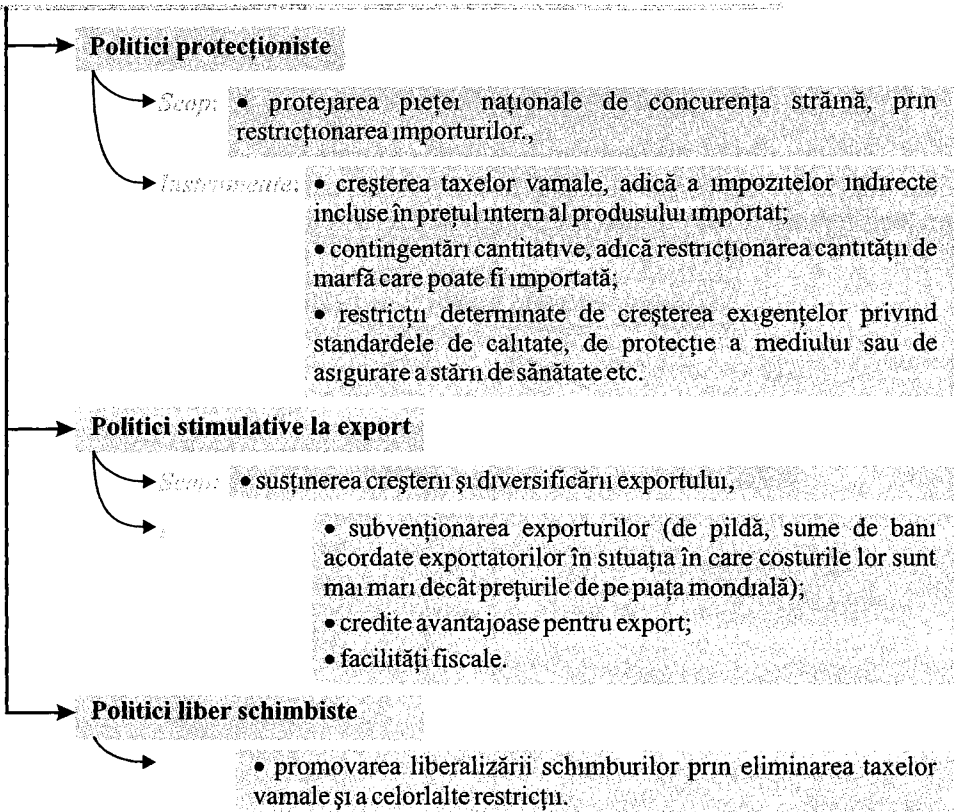 Politici protecționiste
Scop: • protejarea pieței naționale de concurența străină, prin
restricționarea importurilor.,
Instrumente: • creșterea taxelor vamale, adică a impozitelor indirecte
incluse în prețul intern al produsului importat;
• contingentări cantitative, adică restricționarea cantității de
marfă care poate fi importată;
• restricții determinate de creșterea exigențelor privind
standardele de calitate, de protecție a mediului sau de
asigurare a stării de sănătate etc.
Politici stimulative la export
Scop: • susținerea creșterii și diversificării exportului,
• subvenționarea exporturilor (de pildă, sume de bani
acordate exportatorilor în situația în care costurile lor sunt
mai mari decât prețurile de pe piața mondială);
• credite avantajoase pentru export;
• facilități fiscale.
Politici liber schimbiste
• promovarea liberalizării schimburilor prin eliminarea taxelor
vamale și a celorlalte restricții.